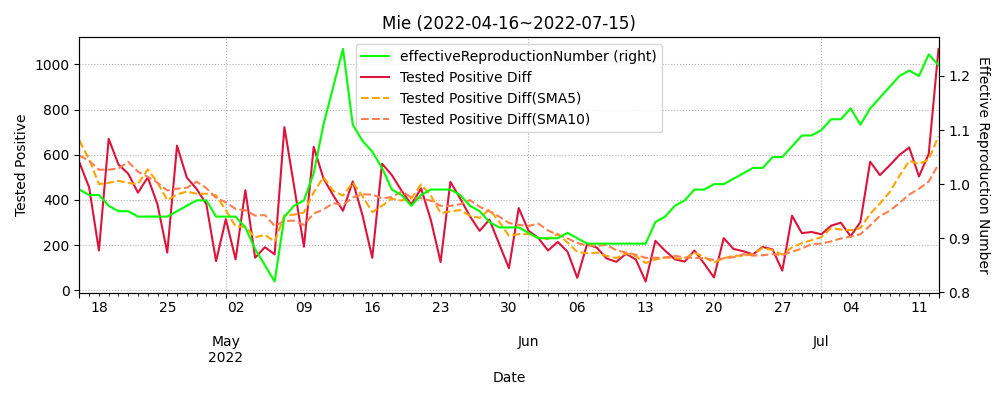 Mie (2022-04-16~2022-07-15)
effectiveReproductionNumber (right)
Tested Positive Diff
Tested Positive Diff(SMA5)
Tested Positive Diff(SMA10)
Tested Positive
1000
800
600
400
200
0
Effective Reproduction Number
1.2
1.1
1.0
0.9
0.8
18 25 02 09 16 23 30 06 13 20 27 04 11
May Jun Jul
2022
Date